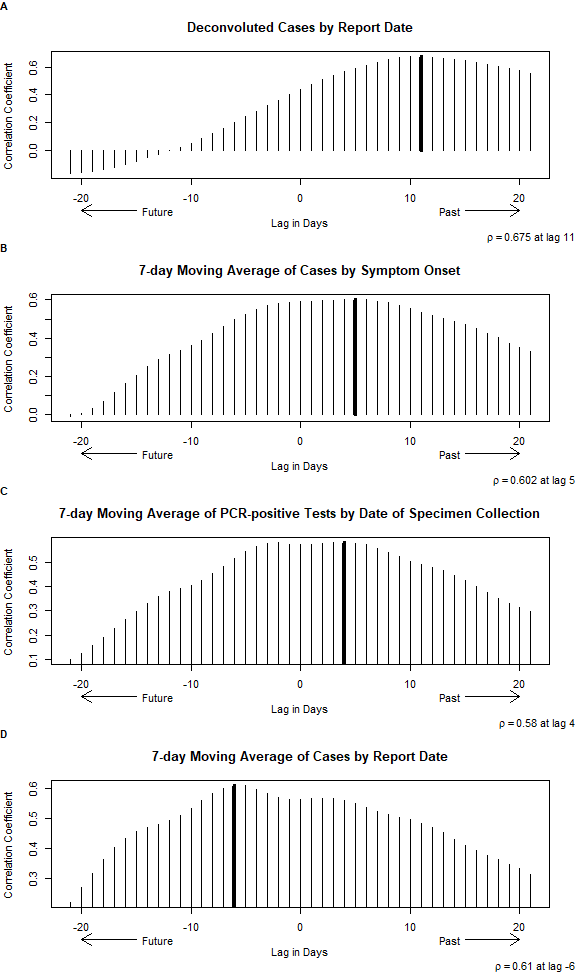 A
Deconvoluted Cases by Report Date
Correlation Coefficient
0.0 0.2 0.4 0.6
-20 -10 0 10 20
Future Past
Lag in Days
ρ = 0.675 at lag 11
B
7-day Moving Average of Cases by Symptom Onset
Correlation Coefficient
0.0 0.2 0.4 0.6
-20 -10 0 10 20
Future Past
Lag in Days
ρ = 0.602 at lag 5
C
7-day Moving Average of PCR-positive Tests by Date of Specimen Collection
Correlation Coefficient
0.1 0.2 0.3 0.4 0.5
-20 -10 0 10 20
Future Past
Lag in Days
ρ = 0.58 at lag 4
D
7-day Moving Average of Cases by Report Date
Correlation Coefficient
0.3 0.4 0.5 0.6
-20 -10 0 10 20
Future Past
Lag in Days
ρ = 0.61 at lag -6